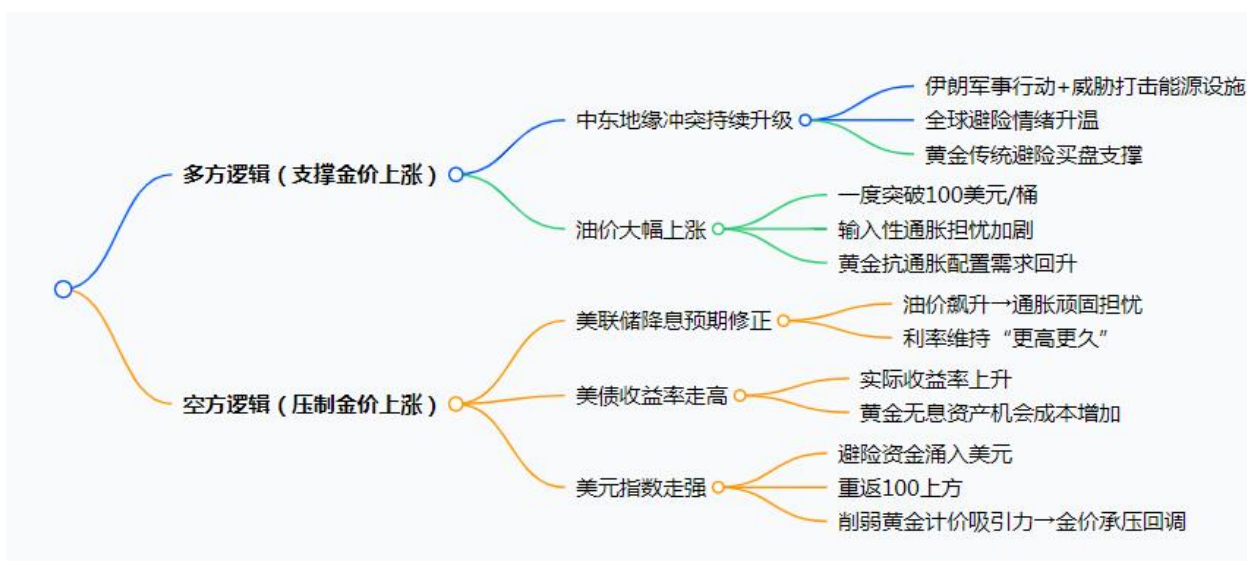 多方逻辑（支撑金价上涨）
中东地缘冲突持续升级
伊朗军事行动+威胁打击能源设施
全球避险情绪升温
黄金传统避险买盘支撑
油价大幅上涨
一度突破100美元/桶
输入性通胀担忧加剧
黄金抗通胀配置需求回升
空方逻辑（压制金价上涨）
美联储降息预期修正
油价飙升→通胀顽固担忧
利率维持“更高更久”
美债收益率走高
实际收益率上升
黄金无息资产机会成本增加
美元指数走强
避险资金涌入美元
重返100上方
削弱黄金计价吸引力→金价承压回调